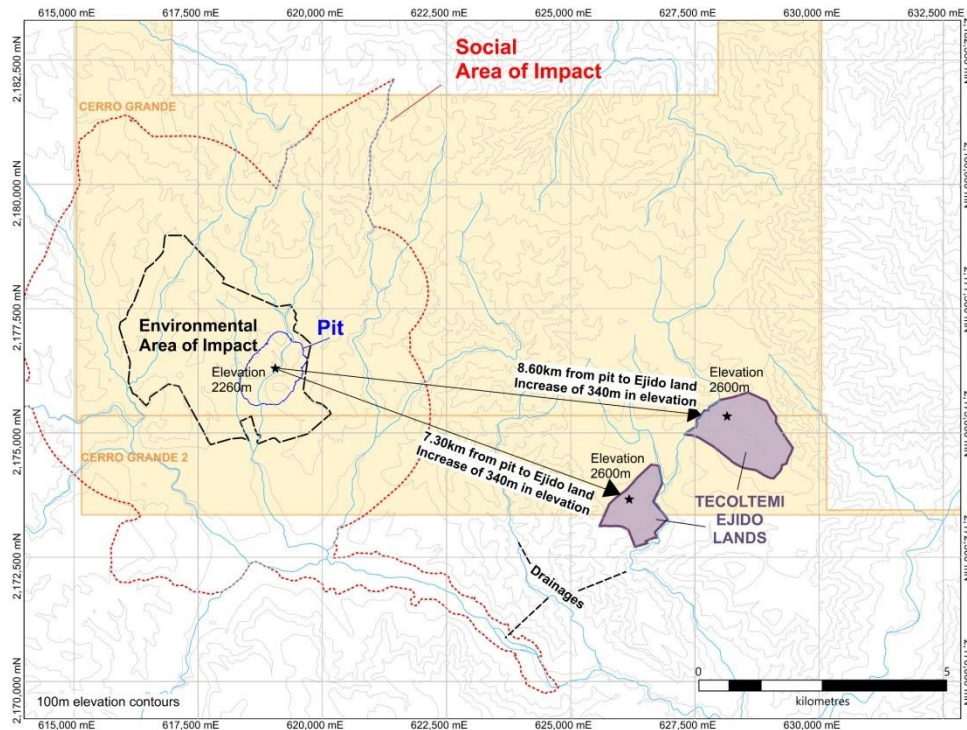 615,000 mE 617,500 mE 620,000 mE 622,500 mE 625,000 mE 627,500 mE 630,000 mE 632,500 mE
2,182,500 mN
Social
Area of Impact
CERRO GRANDE
2,180,000 mN
2,177,500 mN
Environmental
Area of Impact
Pit
Elevation
2260m
8.60km from pit to Ejido land
Increase of 340m in elevation
Elevation
2600m
2,175,000 mN
CERRO GRANDE 2
7.30km from pit to Ejido land
Increase of 340m in elevation
Elevation
2600m
TECOLTEMI
EJIDO
LANDS
2,172,500 mN
Drainages
2,170,000 mN
0 5
kilometres
100m elevation contours
615,000 mE 617,500 mE 620,000 mE 622,500 mE 625,000 mE 627,500 mE 630,000 mE